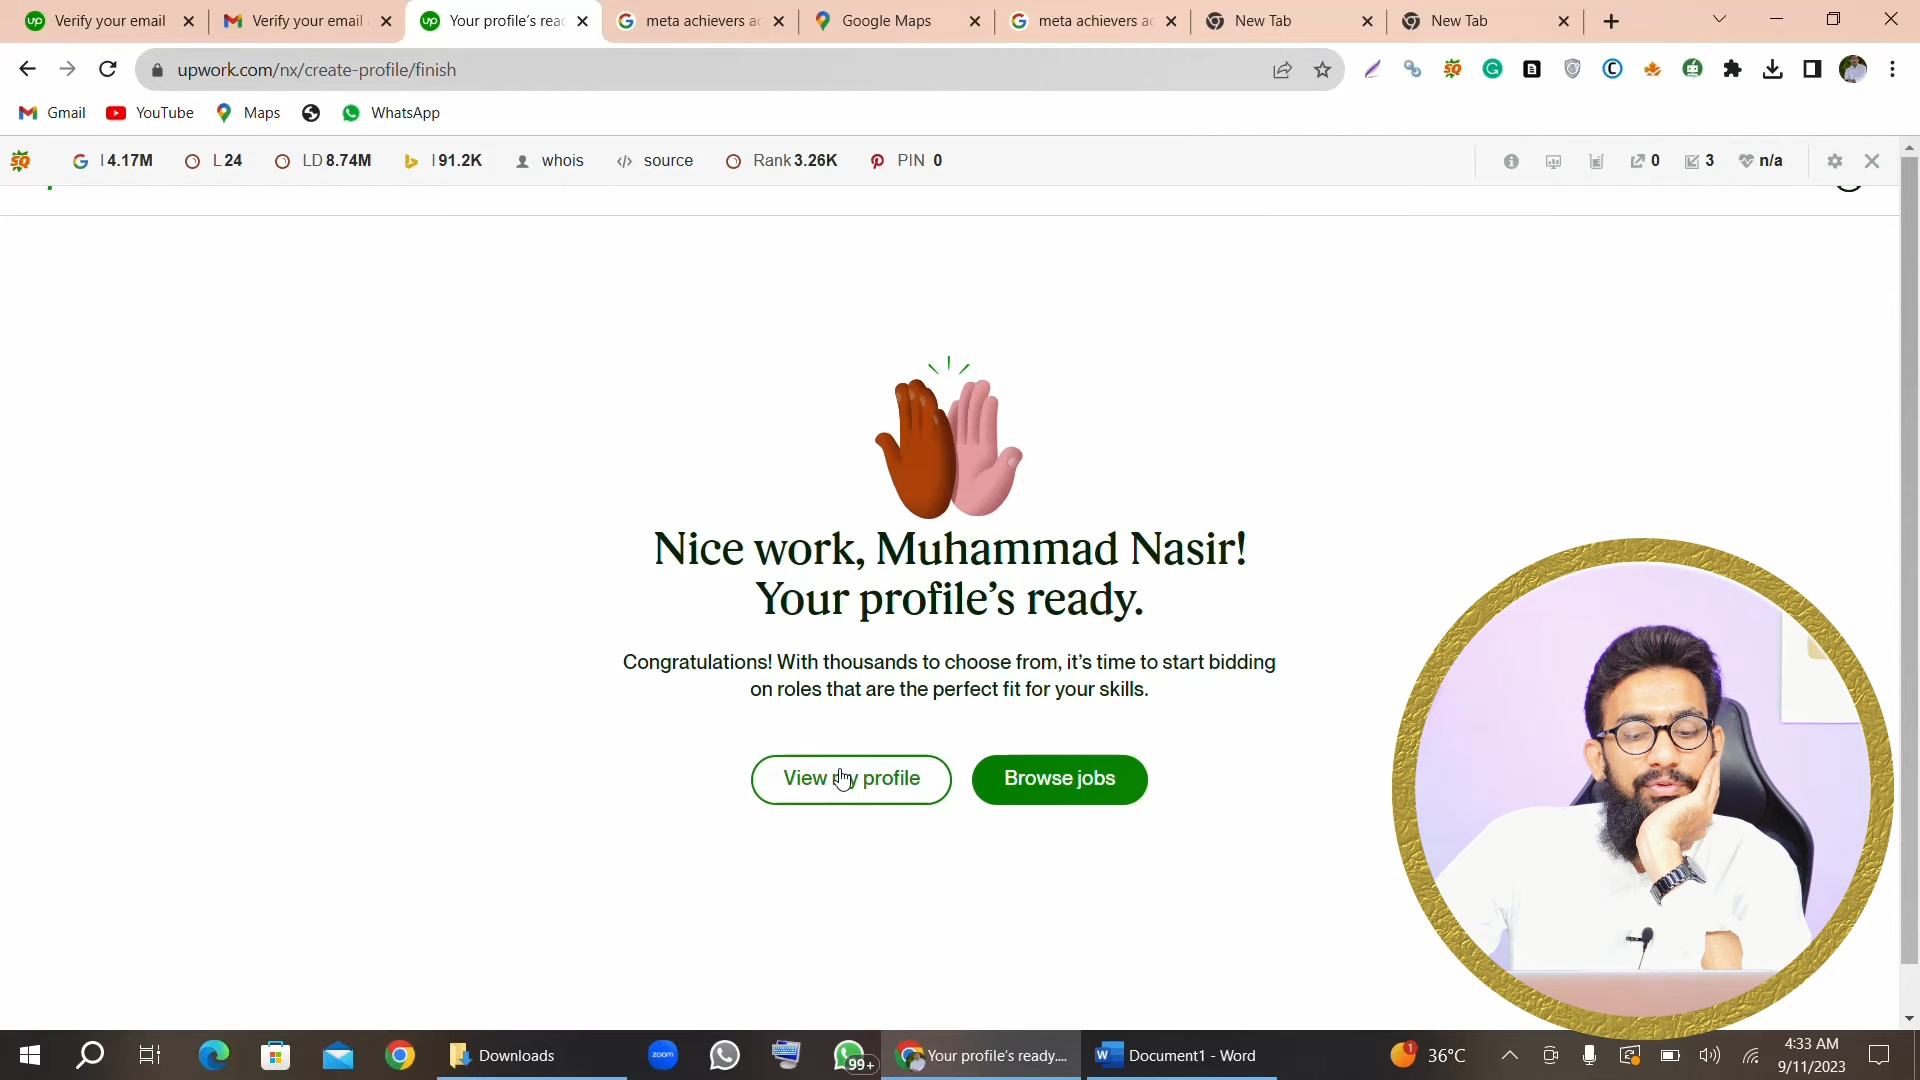 Verify your email
Verify your email
Your profile's rea
meta achievers ac
Google Maps
meta achievers ac
New Tab
New Tab
upwork.com/nx/create-profile/finish
Gmail
YouTube
Maps
WhatsApp
I 4.17M
L 24
LD 8.74M
I 91.2K
whois
source
Rank 3.26K
PIN 0
0
3
n/a
Nice work, Muhammad Nasir!
Your profile's ready.
Congratulations! With thousands to choose from, it's time to start bidding
on roles that are the perfect fit for your skills.
View my profile
Browse jobs
Downloads
zoom
99+
Your profile's ready....
Document1 - Word
1
36°C
4:33 AM
9/11/2023